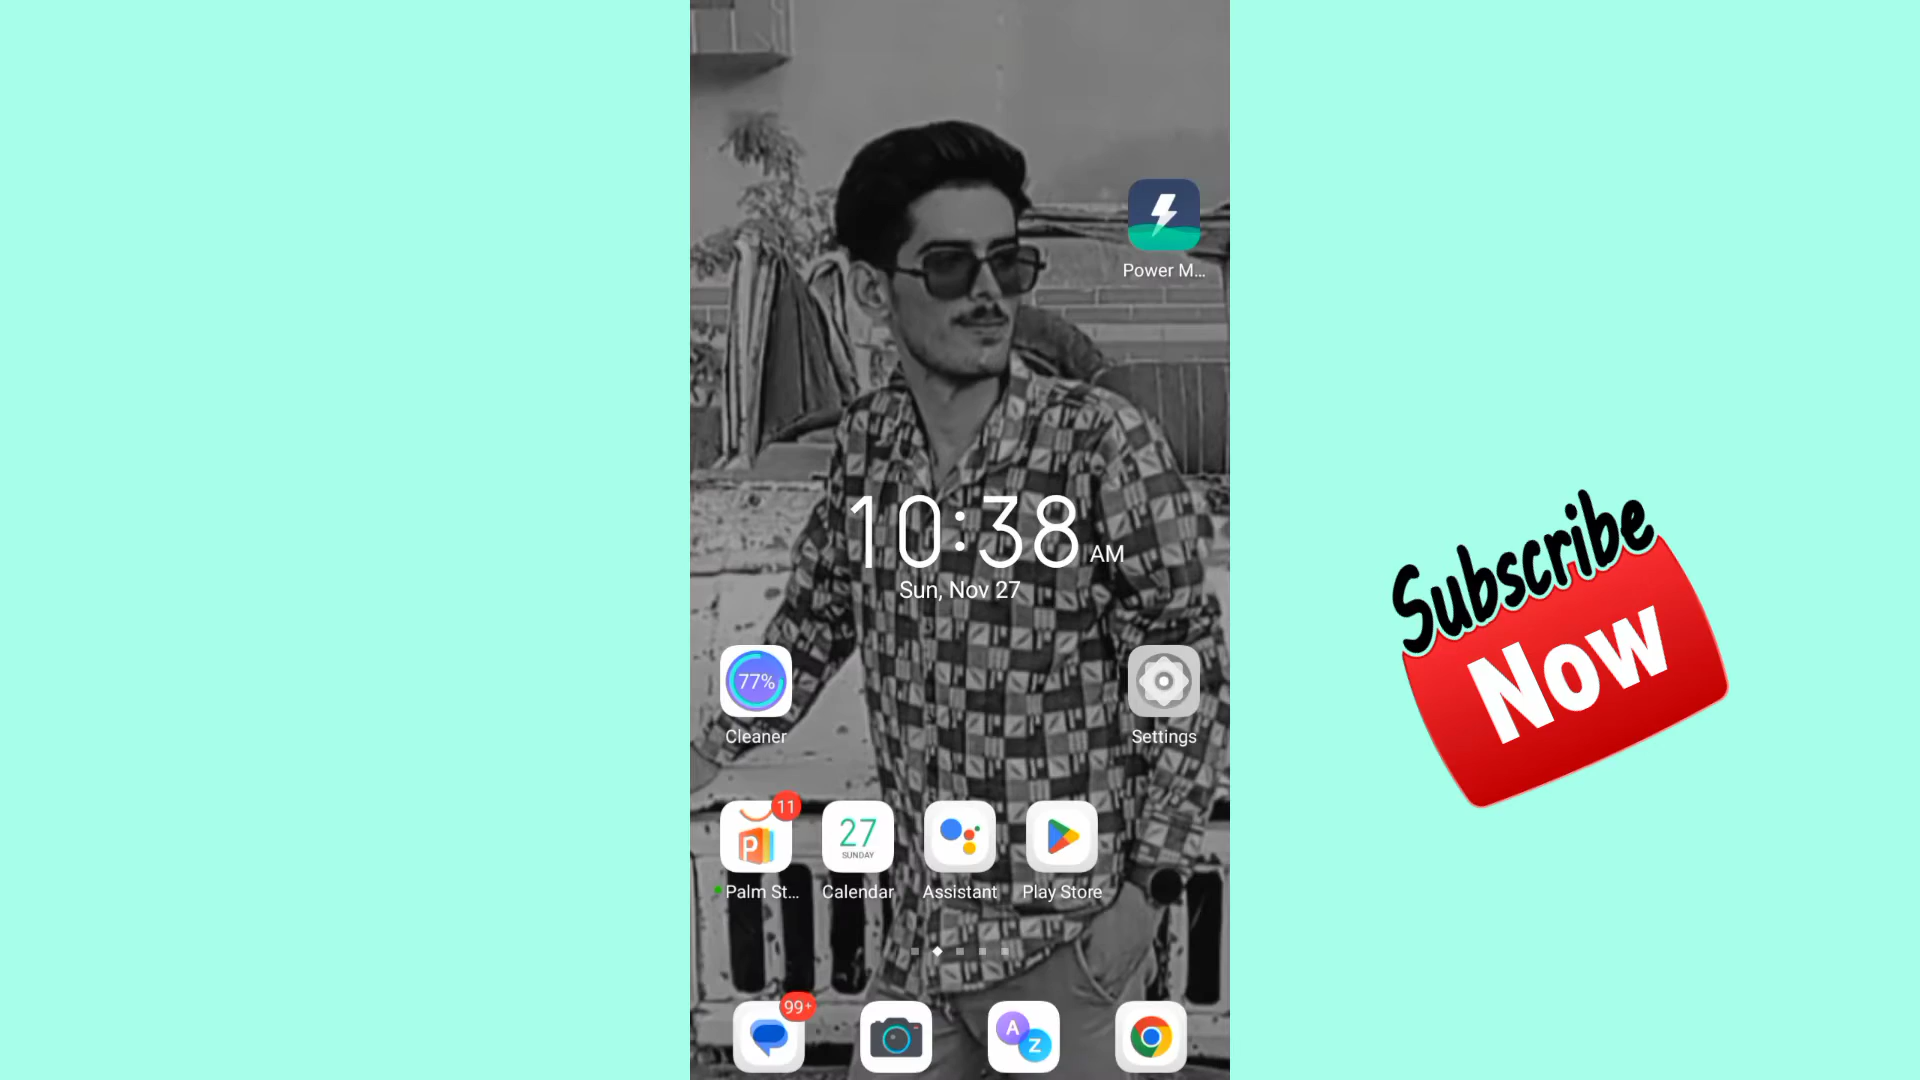 Power M...
10:38 AM
Sun, Nov 27
77%
Cleaner
Settings
11
P
27
SUNDAY
Palm St...
Calendar
Assistant
Play Store
99+
A
Z
Subscribe
Now